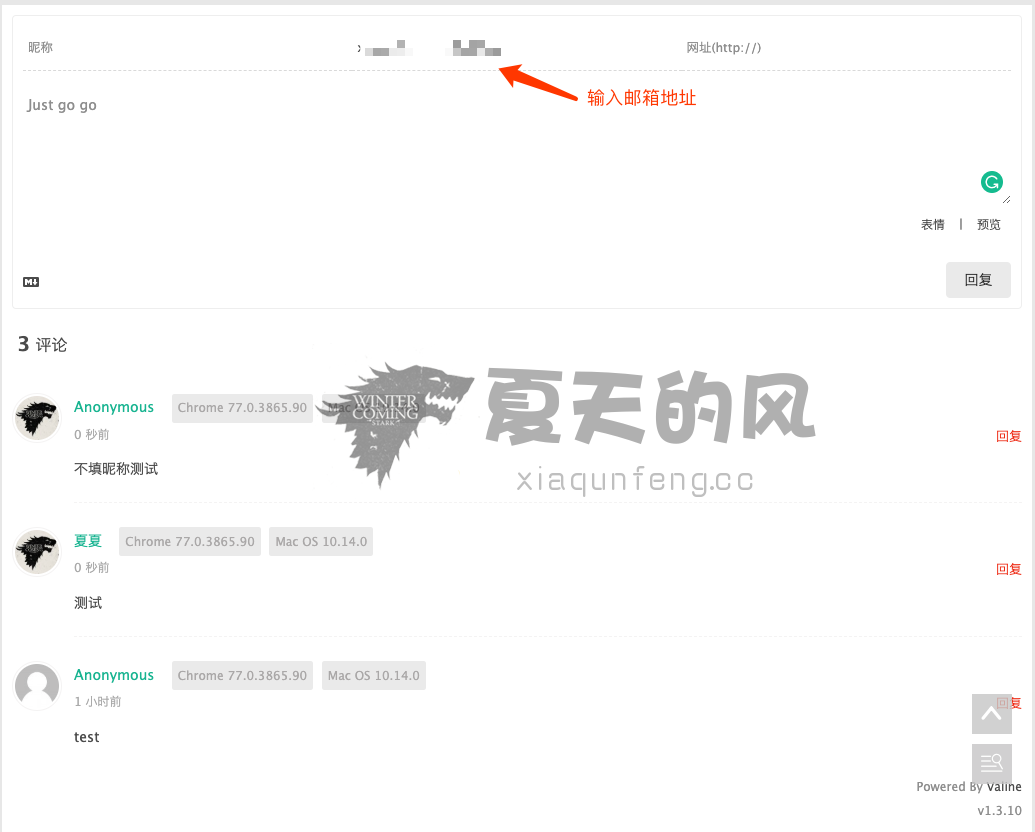 昵称 网址(http://)
输入邮箱地址
Just go go
表情 | 预览
M↓
回复
3 评论
Anonymous Chrome 77.0.3865.90 Mac OS 10.14.0
0 秒前
回复
不填昵称测试
WINTER
COMING
STARK
夏天的风
xiaqunfeng.cc
夏夏 Chrome 77.0.3865.90 Mac OS 10.14.0
0 秒前
回复
测试
Anonymous Chrome 77.0.3865.90 Mac OS 10.14.0
1 小时前
回复
test
Powered By Valine
v1.3.10